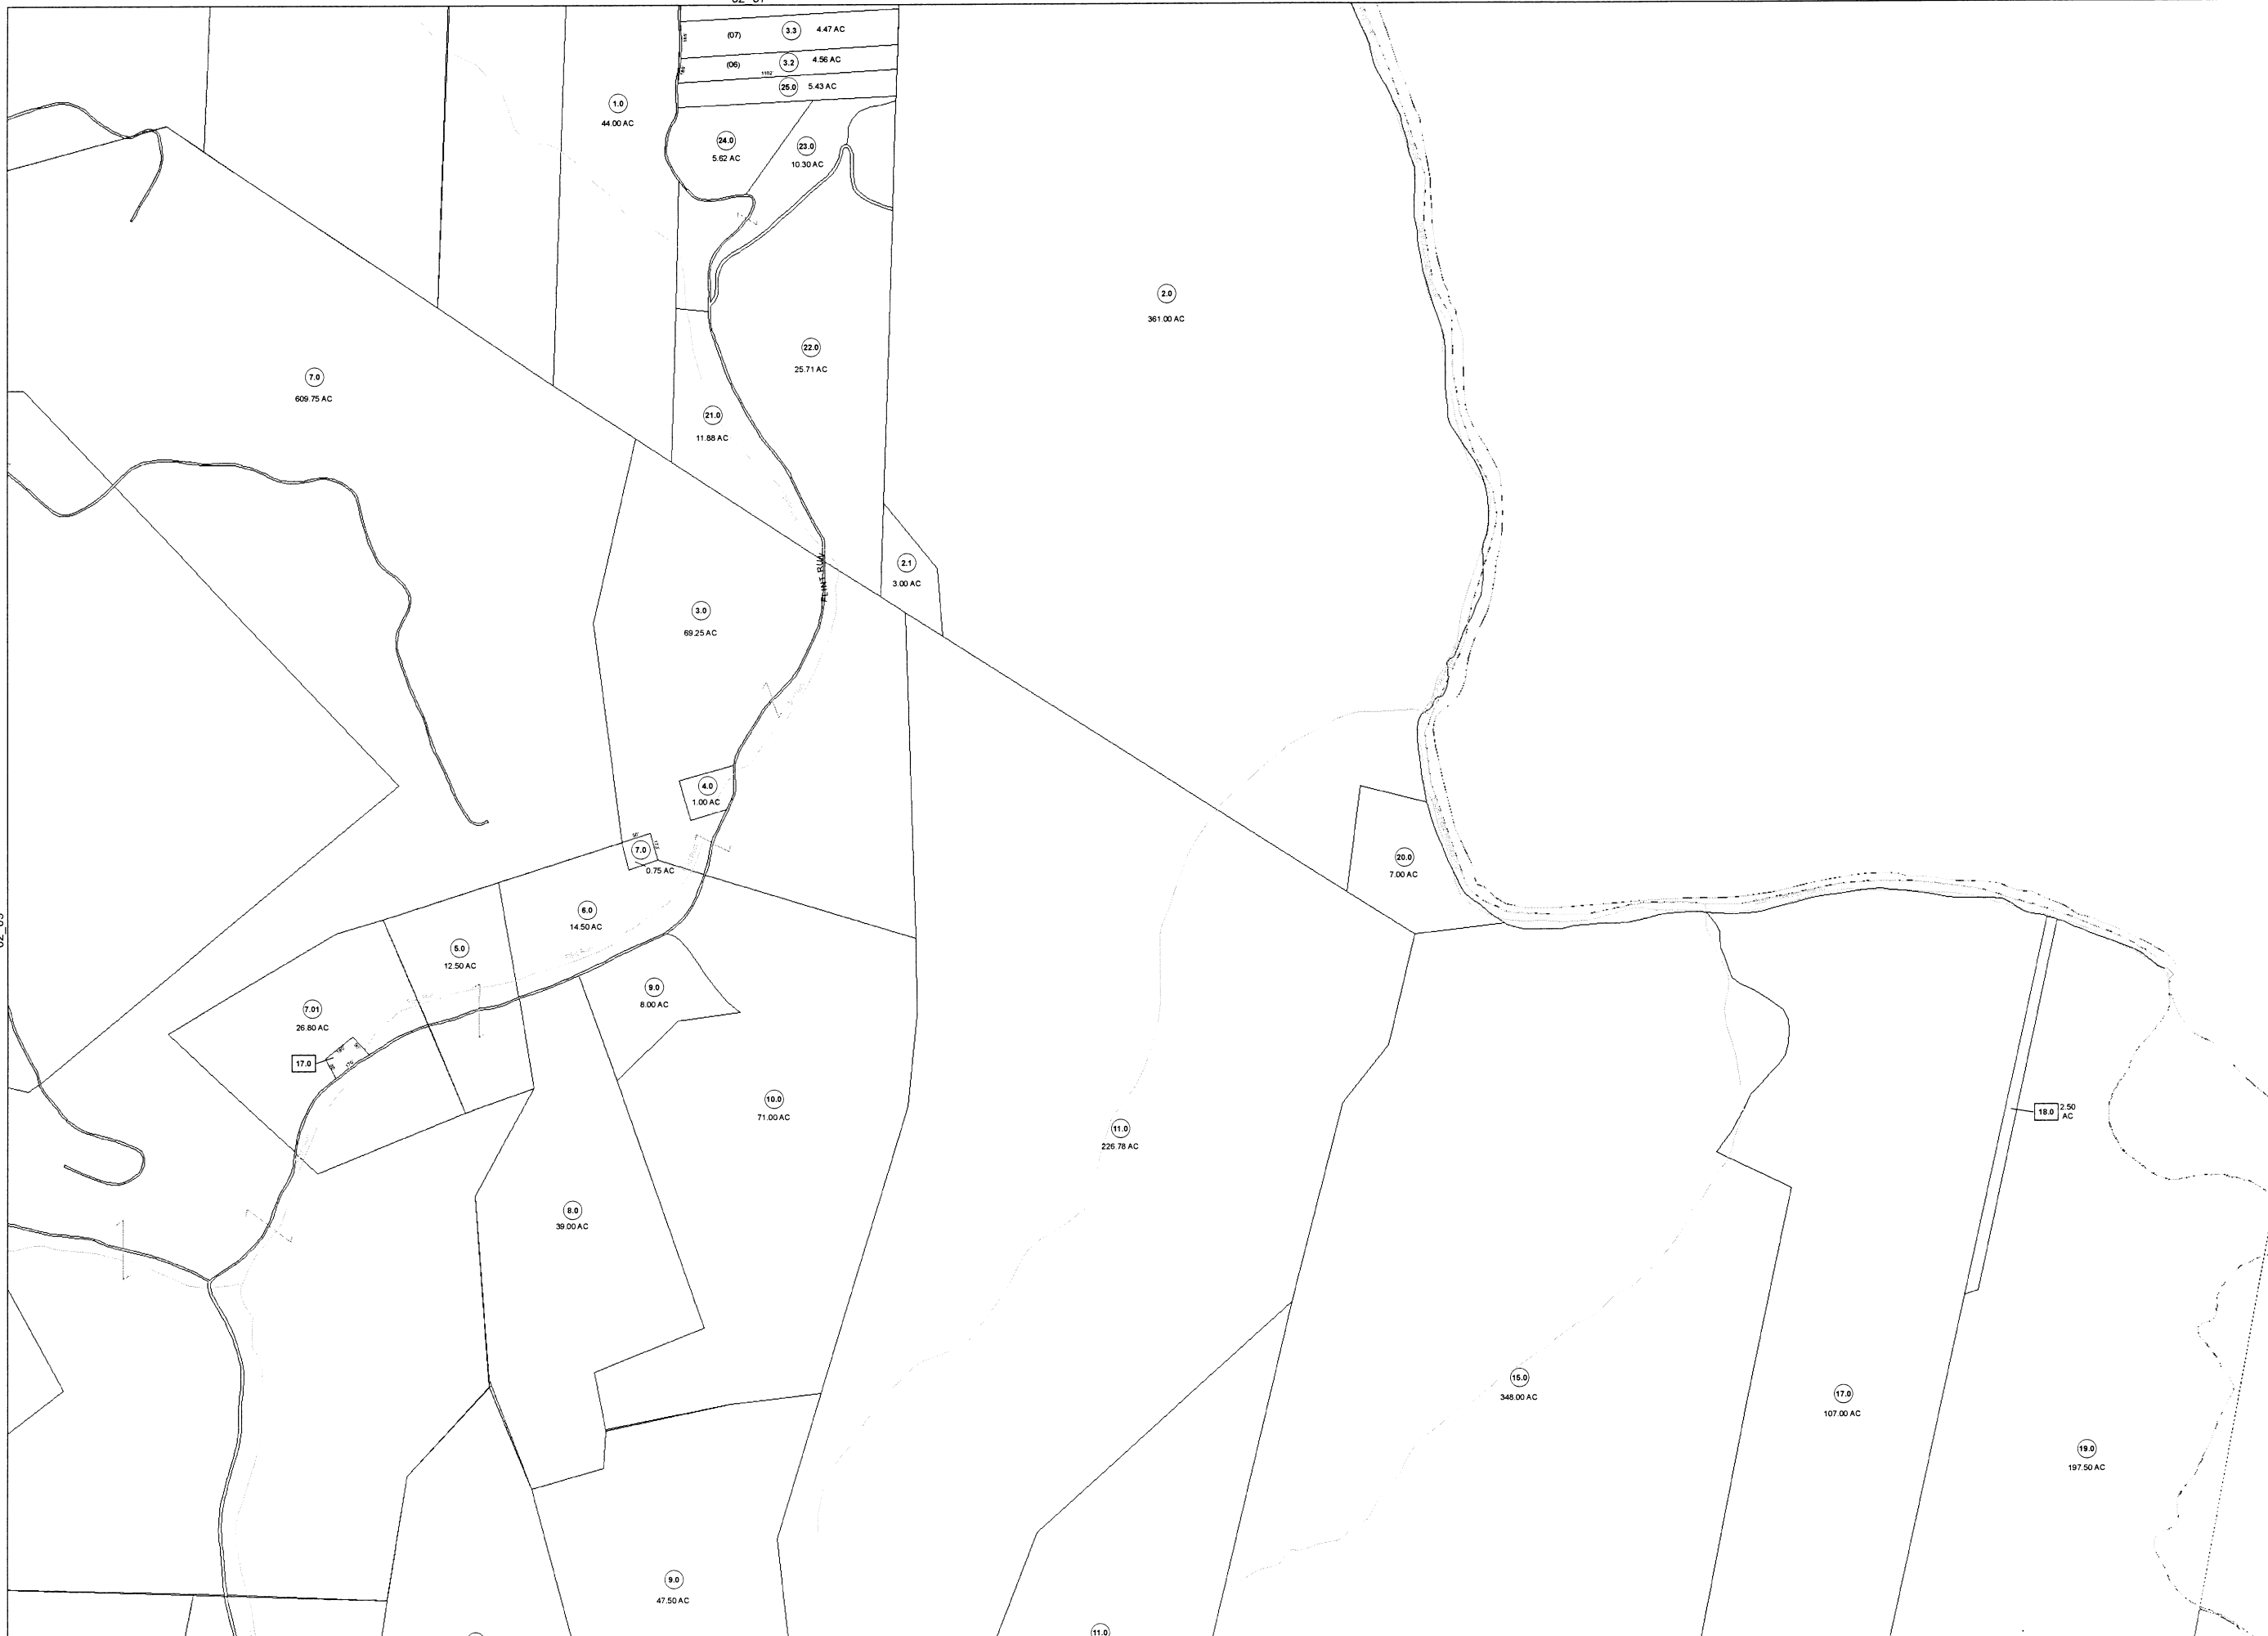 (07) 3.3 4.47 AC
(06) 3.2 4.56 AC
1102
25.0 5.43 AC
1.0
44.00 AC
24.0
5.62 AC
23.0
10.30 AC
2.0
361.00 AC
22.0
25.71 AC
7.0
609.75 AC
21.0
11.88 AC
FLINT RUN
2.1
3.00 AC
3.0
69.25 AC
4.0
1.00 AC
7.0
0.75 AC
20.0
7.00 AC
6.0
14.50 AC
5.0
12.50 AC
9.0
8.00 AC
7.01
26.80 AC
17.0
10.0
71.00 AC
18.0 2.50
AC
11.0
226.78 AC
8.0
39.00 AC
15.0
348.00 AC
17.0
107.00 AC
19.0
197.50 AC
9.0
47.50 AC
11.0